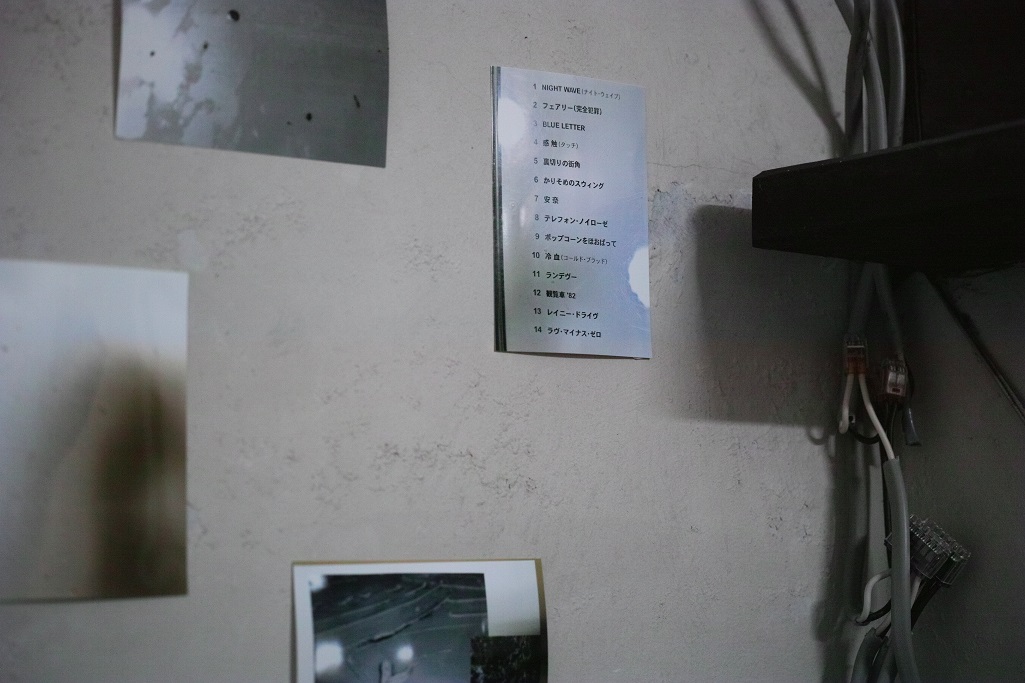 1 NIGHT WAVE(ナイト・ウェイブ)
2 フェアリー(完全犯罪)
3 BLUE LETTER
4 感 触(タッチ)
5 裏切りの街角
6 かりそめのスウィング
7 安 奈
8 テレフォン・ノイローゼ
9 ポップコーンをほおばって
10 冷 血(コールド・ブラッド)
11 ランデヴー
12 観覧車 '82
13 レイニー・ドライヴ
14 ラヴ・マイナス・ゼロ